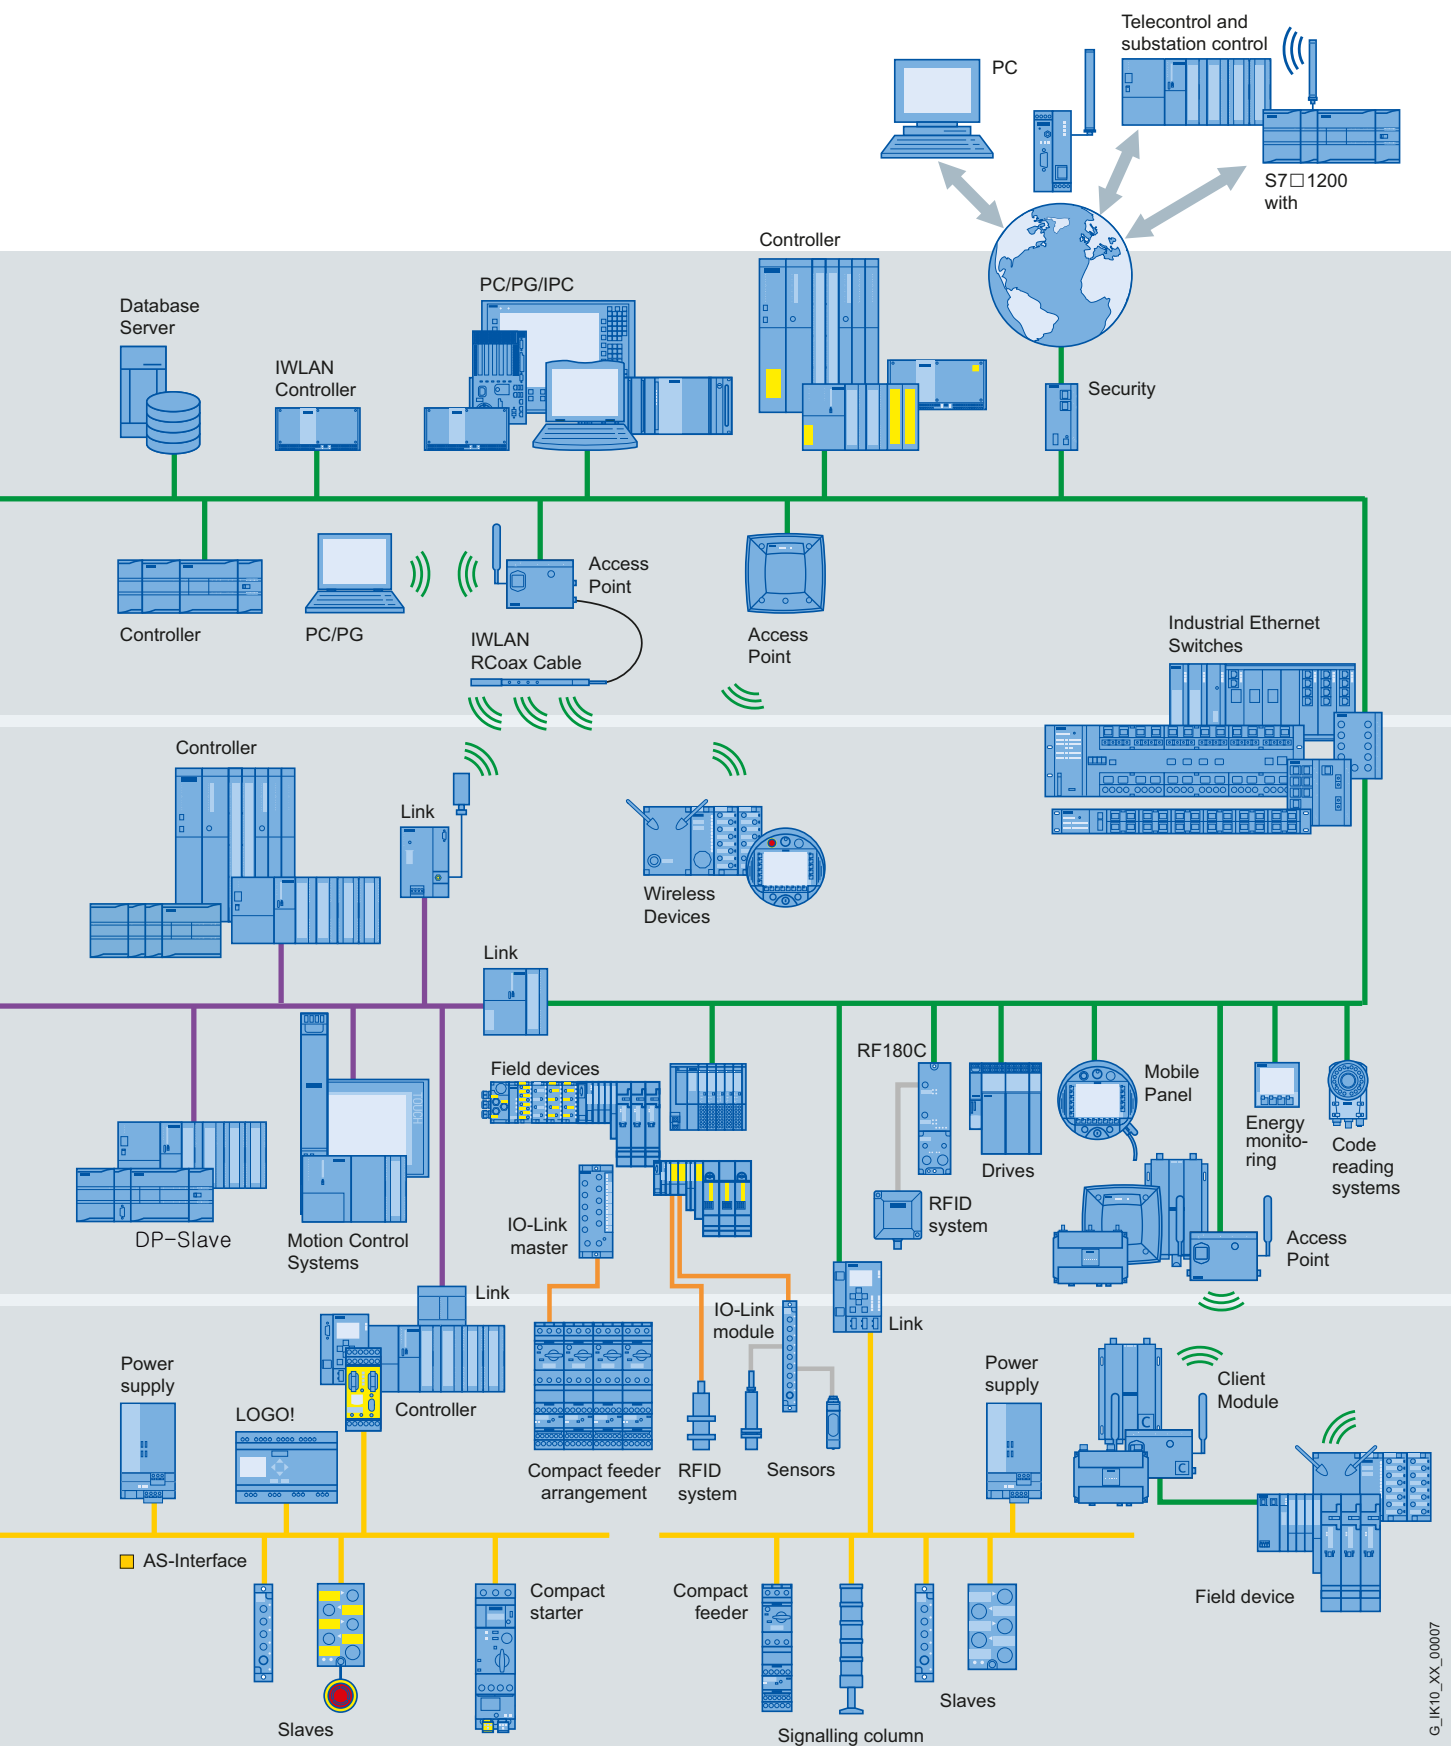 Telecontrol and
substation control
PC
S7□1200
with
Controller
PC/PG/IPC
Database
Server
IWLAN
Controller
Security
Access
Point
Controller
PC/PG
IWLAN
RCoax Cable
Access
Point
Industrial Ethernet
Switches
Controller
Link
Wireless
Devices
Link
RF180C
Field devices
Mobile
Panel
TOUCH
Energy
monito-
ring
Code
reading
systems
Drives
RFID
system
IO-Link
master
DP-Slave
Motion Control
Systems
Access
Point
Link
IO-Link
module
Link
Power
supply
LOGO!
Controller
Power
supply
Client
Module
C
C
Compact feeder
arrangement
RFID
system
Sensors
AS-Interface
Compact
starter
Compact
feeder
Field device
Slaves
Slaves
Signalling column
G_IK10_XX_00007